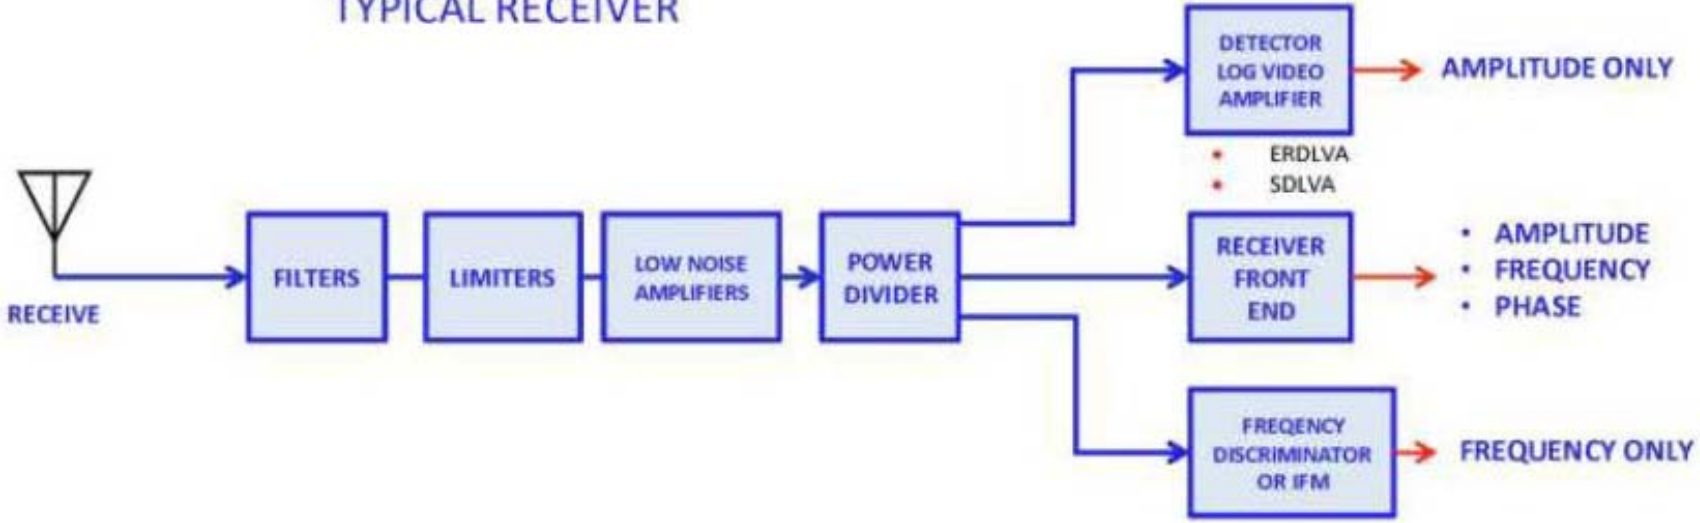 TYPICAL RECEIVER
RECEIVE
FILTERS
LIMITERS
LOW NOISE
AMPLIFIERS
POWER
DIVIDER
DETECTOR
LOG VIDEO
AMPLIFIER
AMPLITUDE ONLY
• ERDLVA
• SDLVA
RECEIVER
FRONT
END
• AMPLITUDE
• FREQUENCY
• PHASE
FREQENCY
DISCRIMINATOR
OR IFM
FREQUENCY ONLY